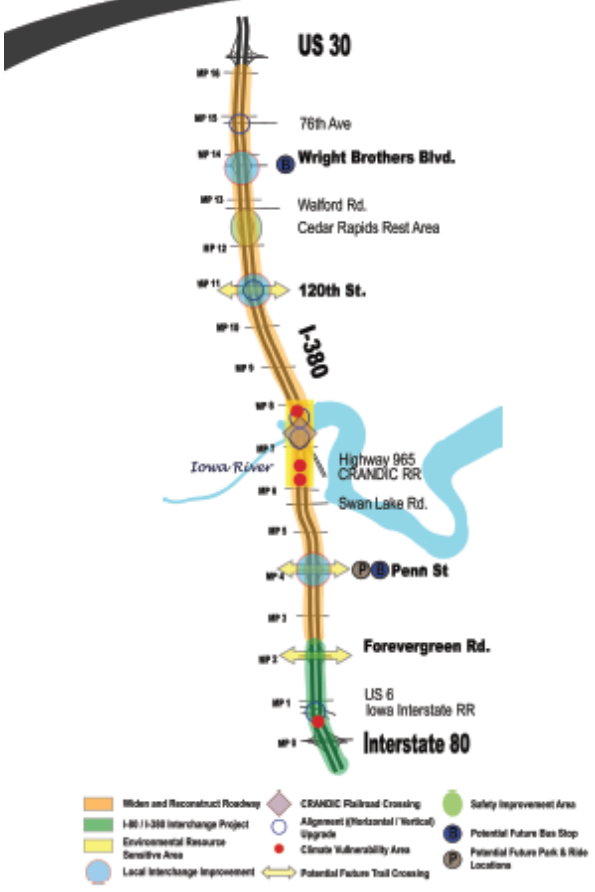 US 30
MP 16
MP 15
76th Ave
MP 14
Wright Brothers Blvd.
B
MP 13
Walford Rd.
Cedar Rapids Rest Area
MP 12
MP 11
120th St.
MP 10
I-380
MP 9
MP 8
MP 7
Iowa River
Highway 965
CRANDIC RR
MP 6
Swan Lake Rd.
MP 5
MP 4
P B Penn St
MP 3
Forevergreen Rd.
MP 2
MP 1
US 6
Iowa Interstate RR
MP 0
Interstate 80
Widen and Reconstruct Roadway
I-80 / I-380 Interchange Project
Environmental Resource
Sensitive Area
Local Interchange Improvement
CRANDIC Railroad Crossing
Alignment ((Horizontal / Vertical)
Upgrade
Climate Vulnerability Area
Potential Future Trail Crossing
Safety Improvement Area
B Potential Future Bus Stop
P Potential Future Park & Ride
Locations